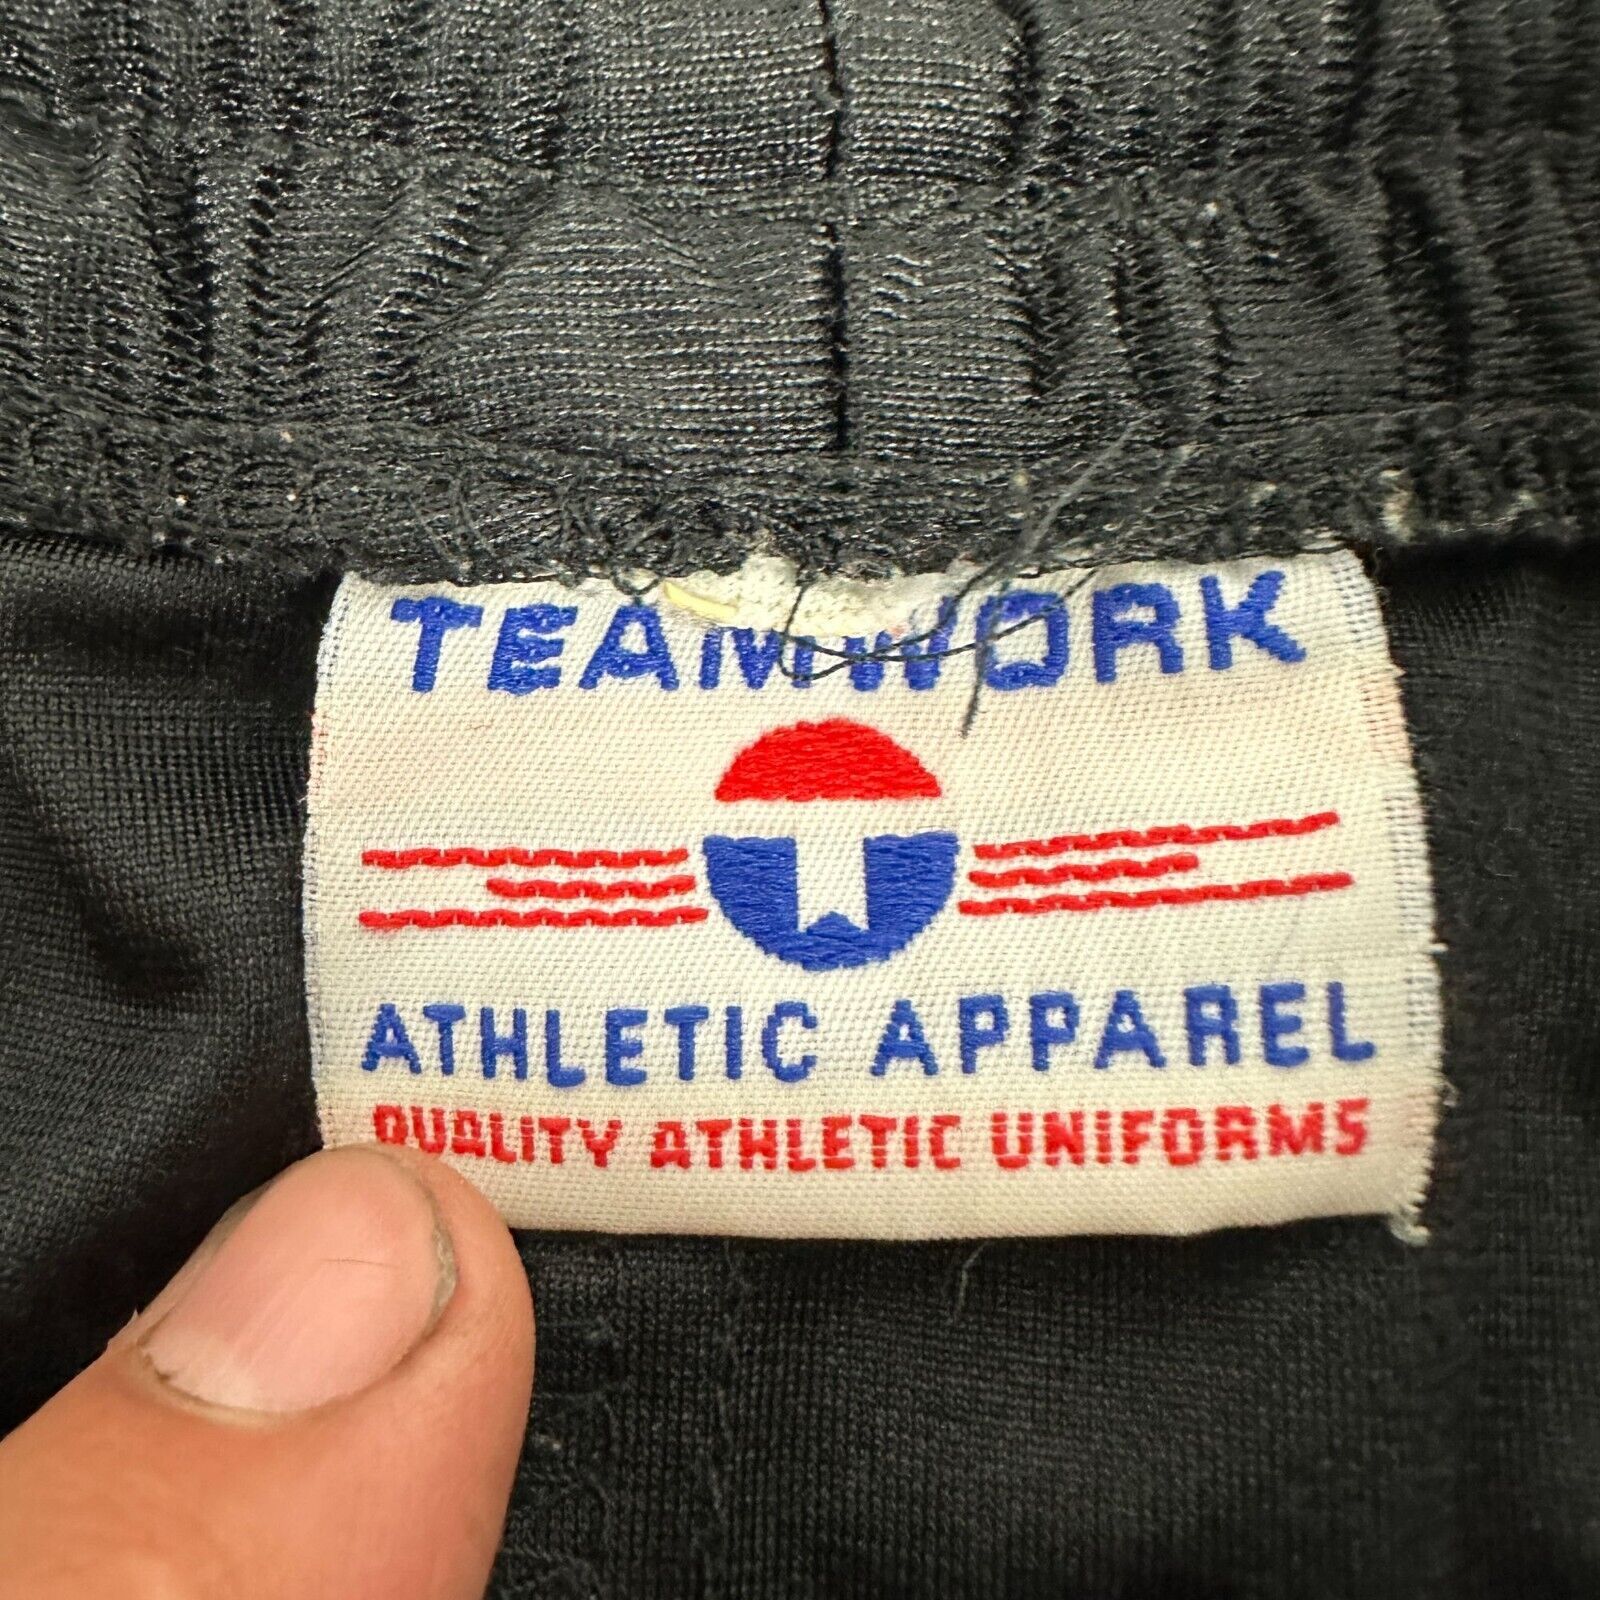 TEAMWORK
T
ATHLETIC APPAREL
QUALITY ATHLETIC UNIFORMS